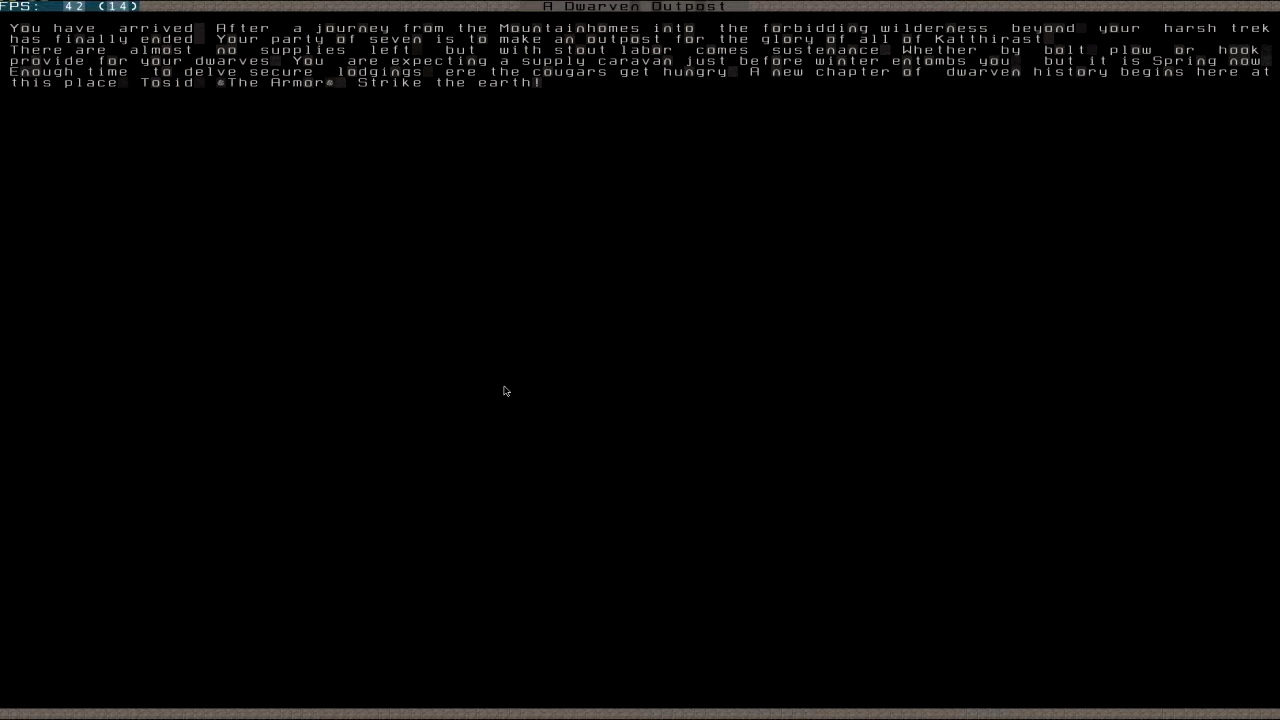 FPS: 42 (14)
A Dwarven Outpost
You have arrived After a journey from the Mountainhomes into the forbidding wilderness beyond your harsh trek
has finally ended Your party of seven is to make an outpost for the glory of all of Katthirast
There are almost no supplies left but with stout labor comes sustenance Whether by bolt plow or hook
provide for your dwarves You are expecting a supply caravan just before winter entombs you but it is Spring now
Enough time to delve secure lodgings ere the cougars get hungry A new chapter of dwarven history begins here at
this place Tosid The Armor Strike the earth!